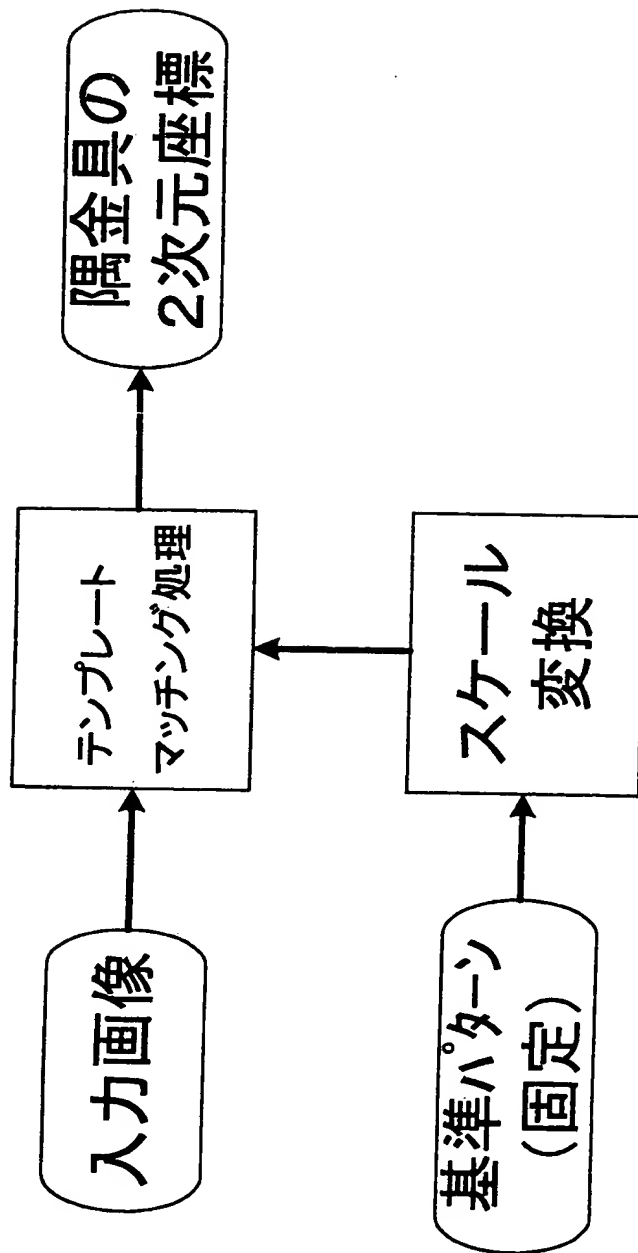 入力画像
テンプレート
マッチング処理
隅金具の
2次元座標
基準パターン
(固定)
スケール
変換